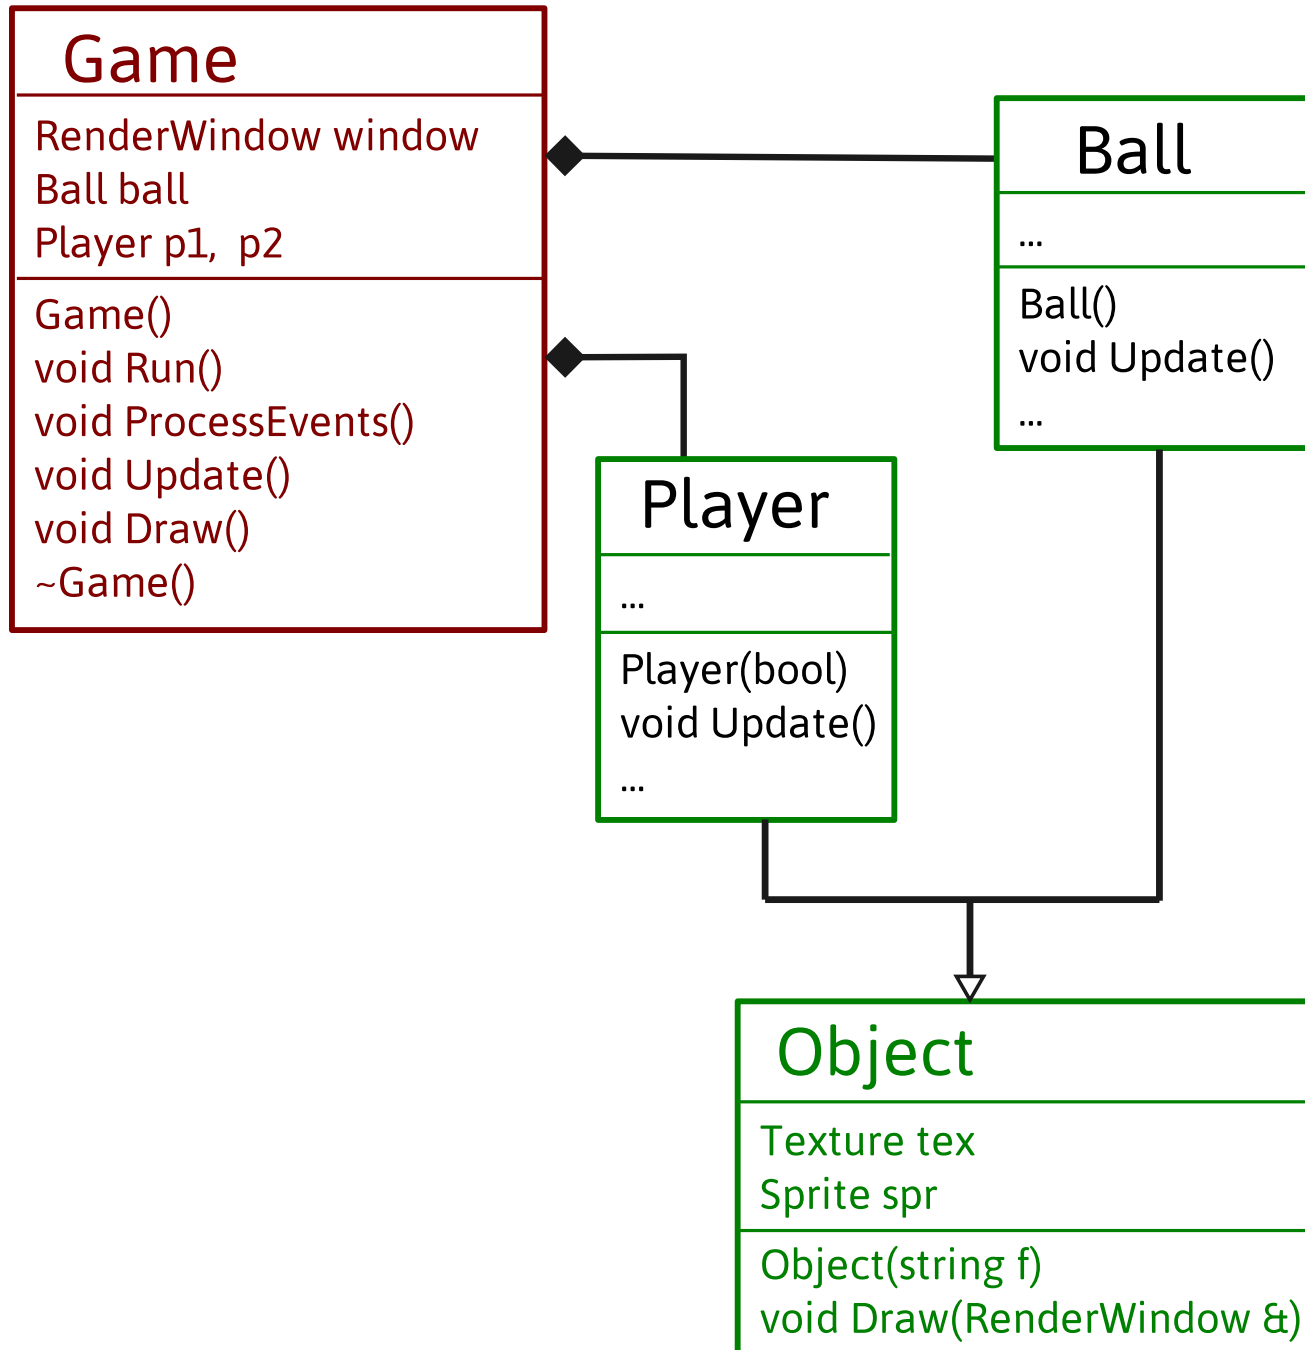 Game
RenderWindow window
Ball ball
Player p1, p2
Game()
void Run()
void ProcessEvents()
void Update()
void Draw()
~Game()
Ball
...
Ball()
void Update()
...
Player
...
Player(bool)
void Update()
...
Object
Texture tex
Sprite spr
Object(string f)
void Draw(RenderWindow &)